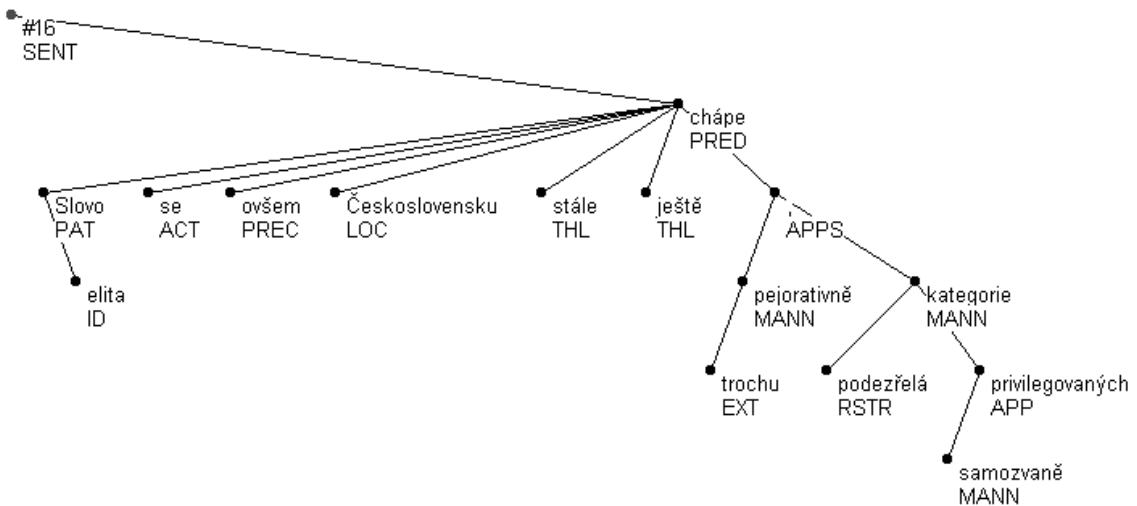 #16
SENT
chápe
PRED
Slovo
PAT
se
ACT
ovšem
PREC
Československu
LOC
stále
THL
ještě
THL
,
APPS
elita
ID
pejorativně
MANN
kategorie
MANN
trochu
EXT
podezřelá
RSTR
privilegovaných
APP
samozvaně
MANN